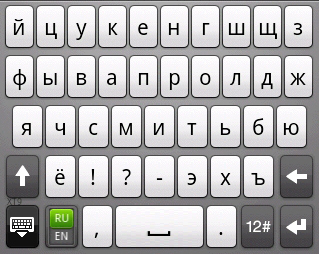 й ц у к е н г ш щ з
ф ы в а п р о л д ж
я ч с м и т ь б ю
ё ! ? - э х ъ
RU
EN , . 12#